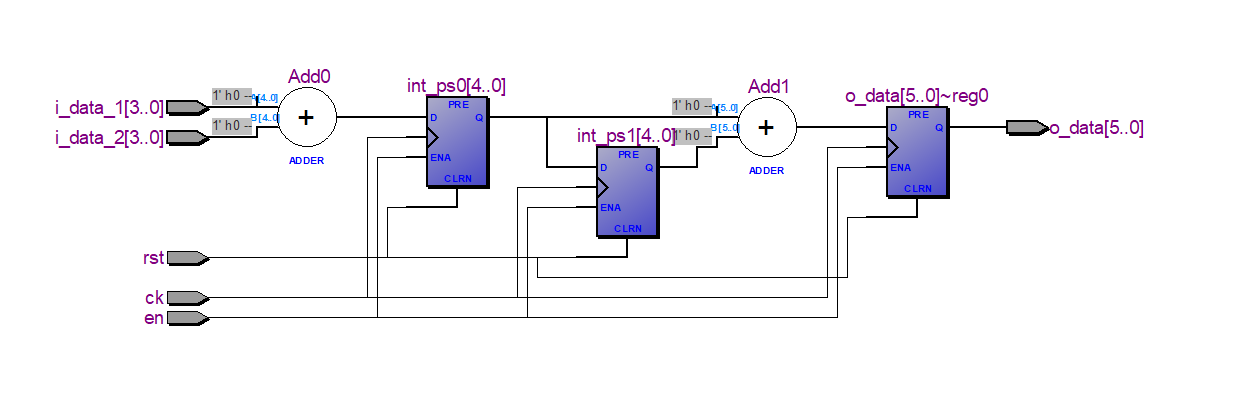 Add0
int_ps0[4..0]
Add1
o_data[5..0]~reg0
i_data_1[3..0]
1' h0 --
A[4..0]
i_data_2[3..0]
1' h0 --
B[4..0]
+
ADDER
PRE
D
Q
ENA
CLRN
int_ps1[4..0]
PRE
D
Q
ENA
CLRN
1' h0 --
A[5..0]
1' h0 --
B[5..0]
+
ADDER
PRE
D
Q
ENA
CLRN
o_data[5..0]
rst
ck
en